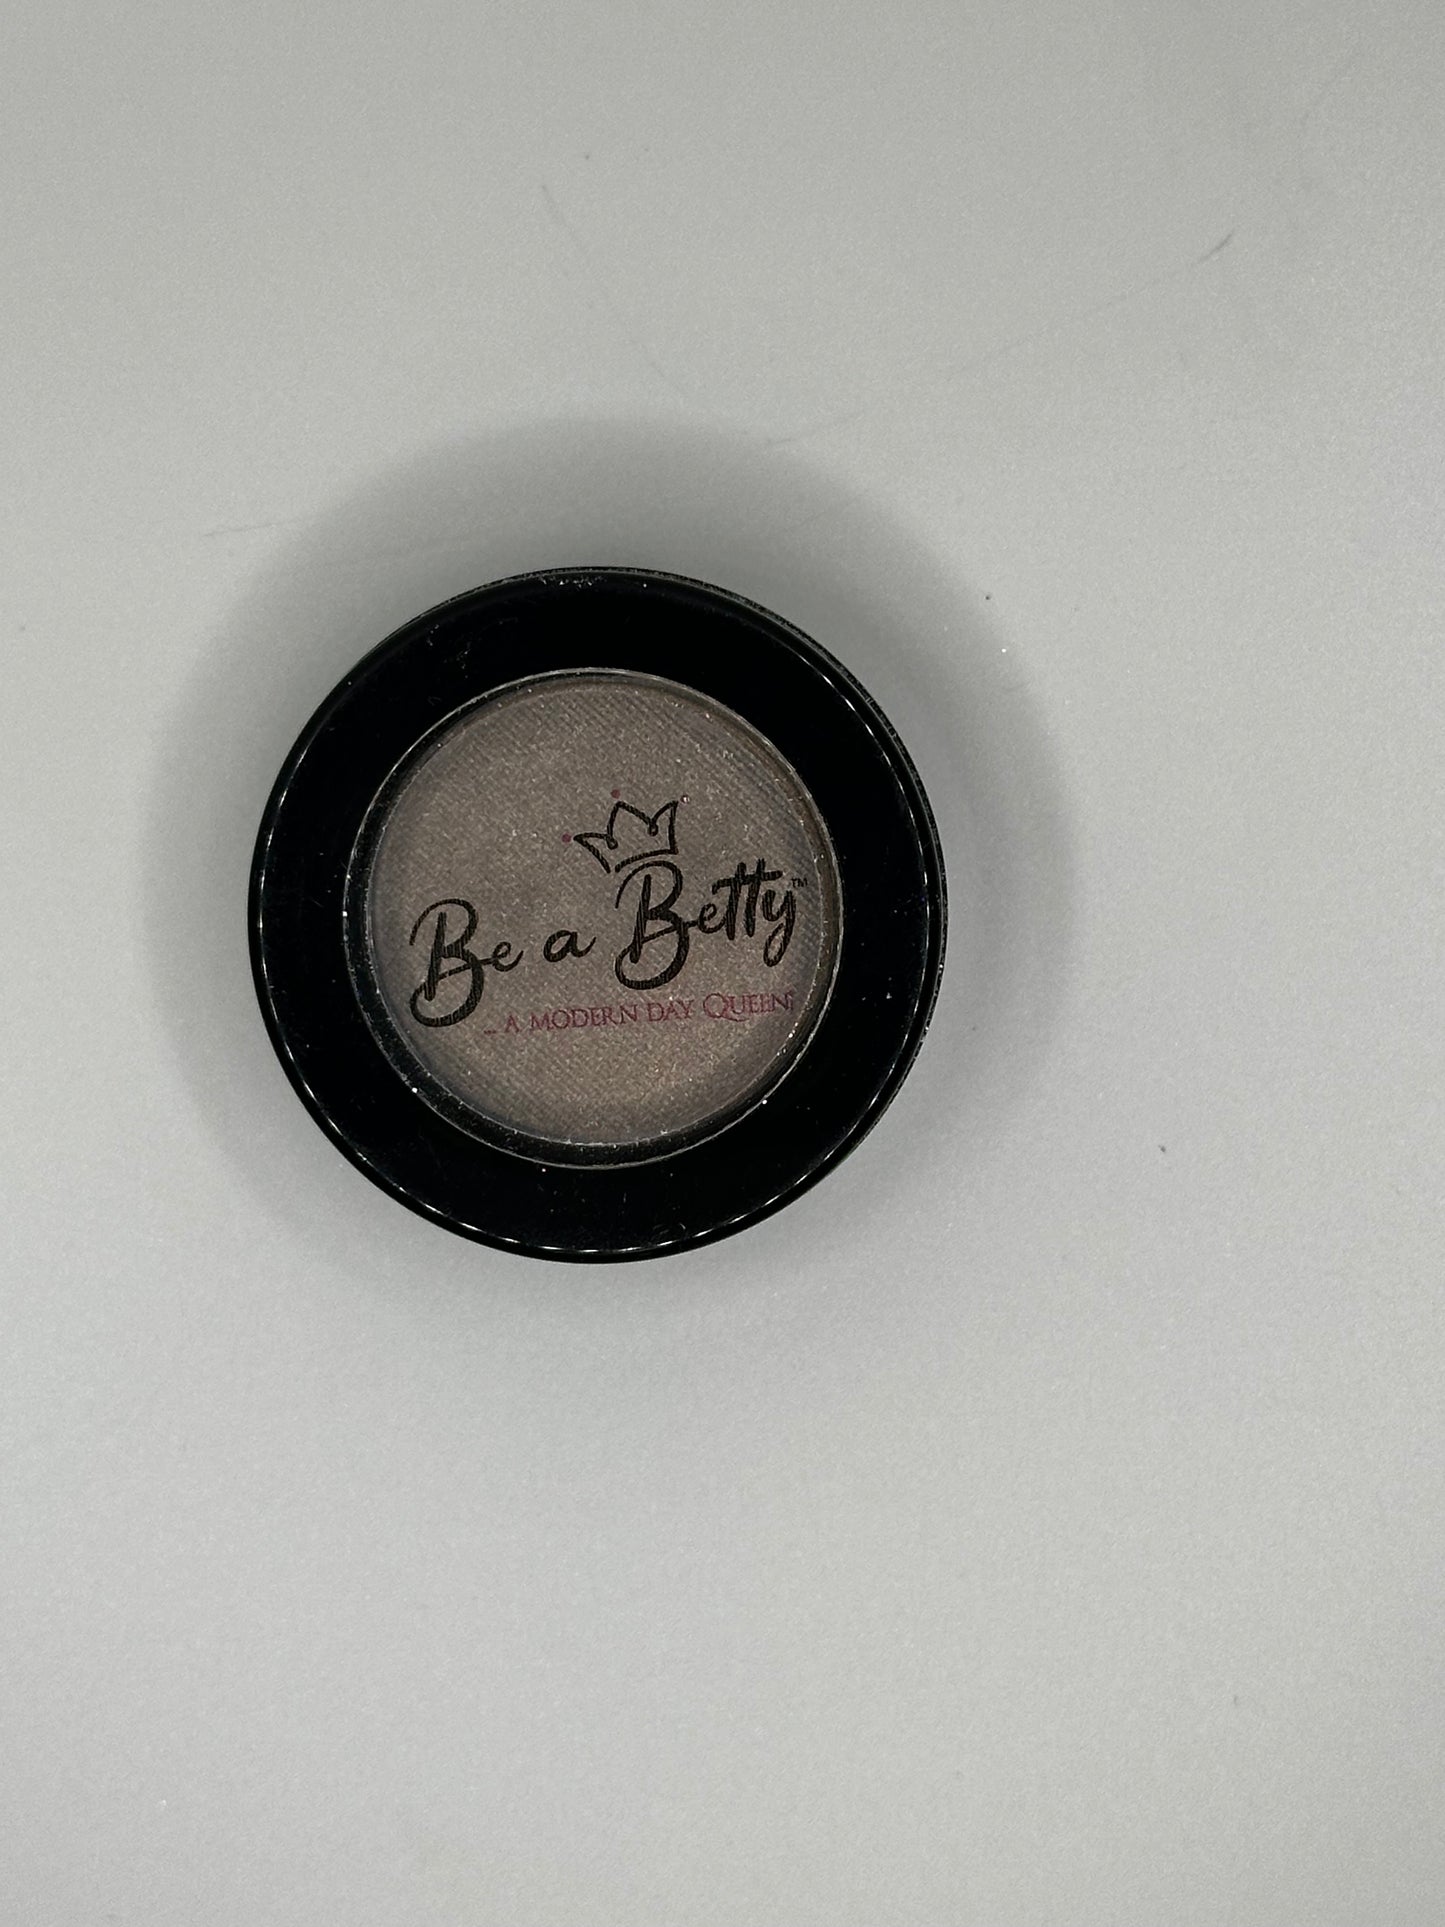 Be a Betty™
... A MODERN DAY QUEEN!